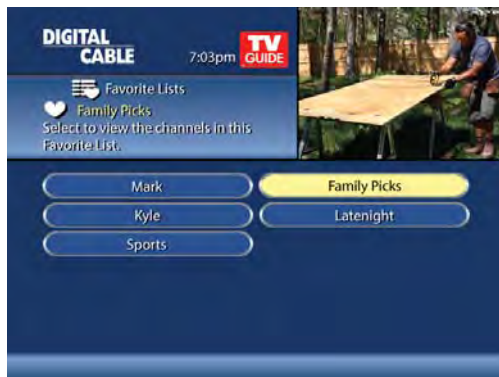 DIGITAL
CABLE
7:03pm
TV
GUIDE
Favorite Lists
Family Picks
Select to view the channels in this
Favorite List.
Mark
Family Picks
Kyle
Latenight
Sports